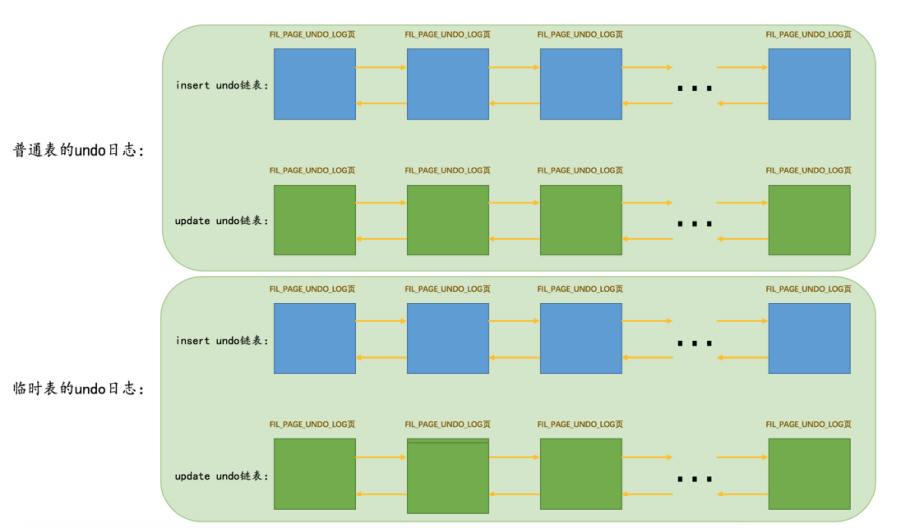 FIL_PAGE_UNDO_LOG页 FIL_PAGE_UNDO_LOG页 FIL_PAGE_UNDO_LOG页 FIL_PAGE_UNDO_LOG页
insert undo链表：
...
普通表的undo日志：
FIL_PAGE_UNDO_LOG页 FIL_PAGE_UNDO_LOG页 FIL_PAGE_UNDO_LOG页 FIL_PAGE_UNDO_LOG页
update undo链表：
...
FIL_PAGE_UNDO_LOG页 FIL_PAGE_UNDO_LOG页 FIL_PAGE_UNDO_LOG页 FIL_PAGE_UNDO_LOG页
insert undo链表：
...
临时表的undo日志：
FIL_PAGE_UNDO_LOG页 FIL_PAGE_UNDO_LOG页 FIL_PAGE_UNDO_LOG页 FIL_PAGE_UNDO_LOG页
update undo链表：
...